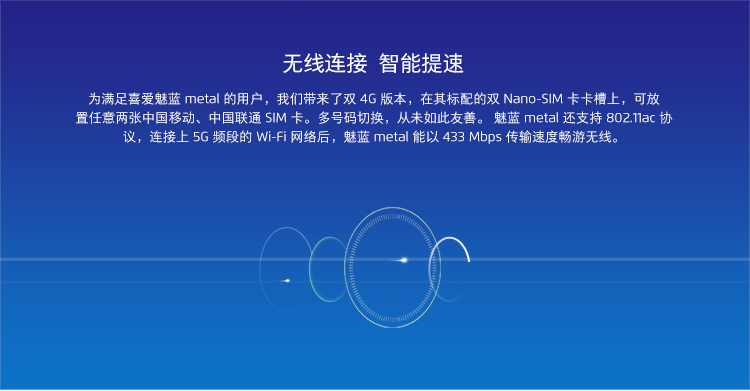 无线连接 智能提速
为满足喜爱魅蓝 metal 的用户，我们带来了双 4G 版本，在其标配的双 Nano-SIM 卡卡槽上，可放
置任意两张中国移动、中国联通 SIM 卡。多号码切换，从未如此友善。 魅蓝 metal 还支持 802.11ac 协
议，连接上 5G 频段的 Wi-Fi 网络后，魅蓝 metal 能以 433 Mbps 传输速度畅游无线。